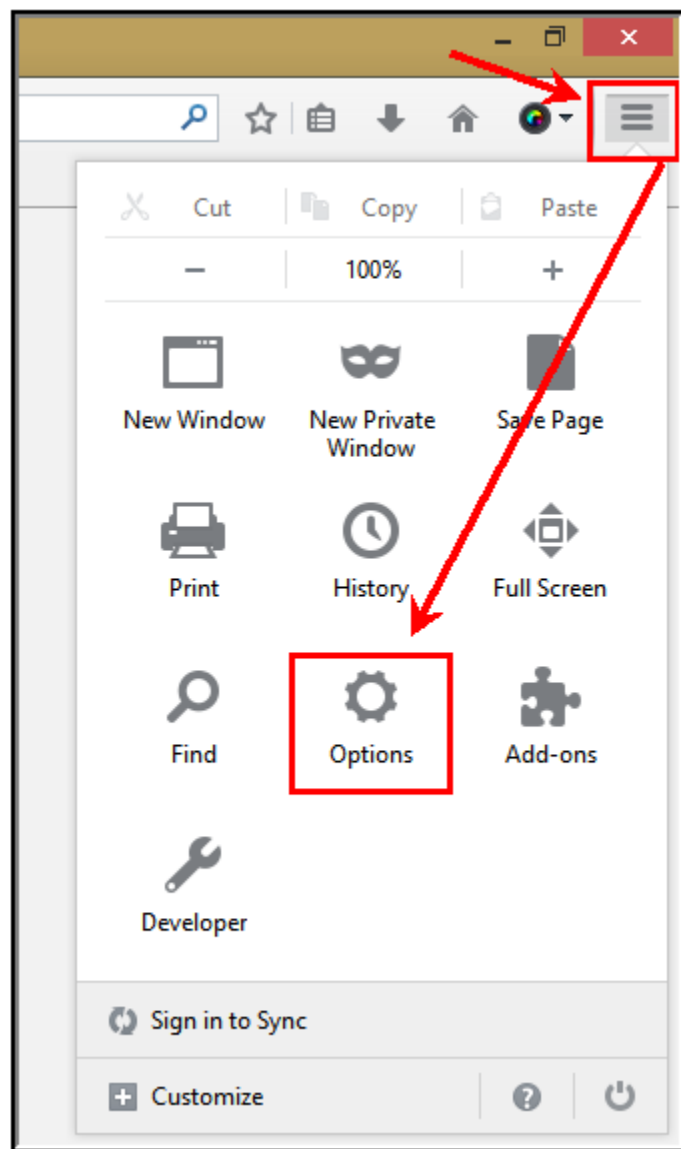 Cut Copy Paste
− 100% +
New Window New Private Window Save Page
Print History Full Screen
Find Options Add-ons
Developer
Sign in to Sync
Customize